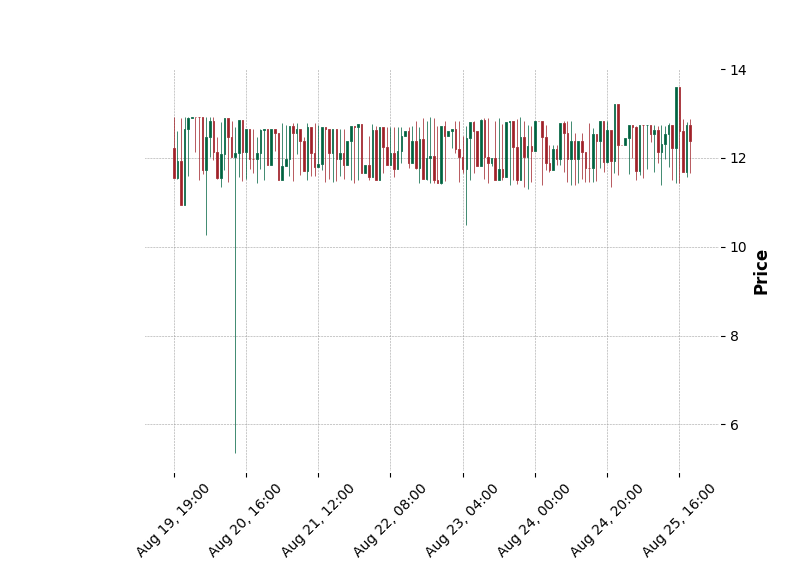 14
12
10
8
6
Price
Aug 19, 19:00
Aug 20, 16:00
Aug 21, 12:00
Aug 22, 08:00
Aug 23, 04:00
Aug 24, 00:00
Aug 24, 20:00
Aug 25, 16:00